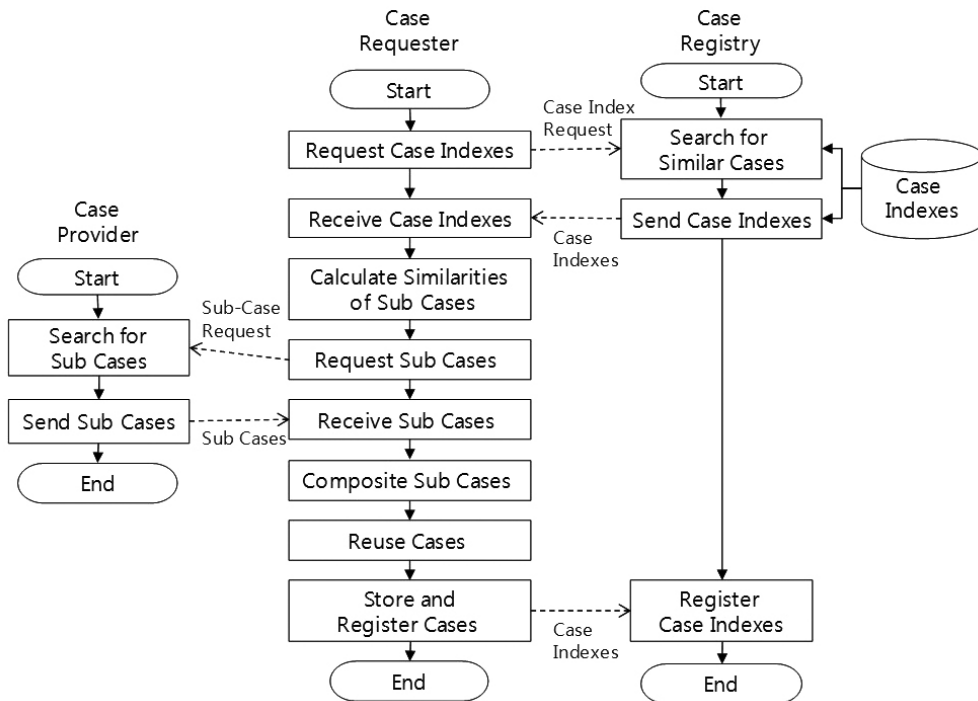 Case
Requester
Case
Registry
Start
Start
Case Index
Request
Request Case Indexes
Search for
Similar Cases
Case
Indexes
Case
Provider
Receive Case Indexes
Send Case Indexes
Case
Indexes
Start
Calculate Similarities
of Sub Cases
Sub-Case
Request
Search for
Sub Cases
Request Sub Cases
Send Sub Cases
Receive Sub Cases
Sub Cases
End
Composite Sub Cases
Reuse Cases
Store and
Register Cases
Register
Case Indexes
Case
Indexes
End
End